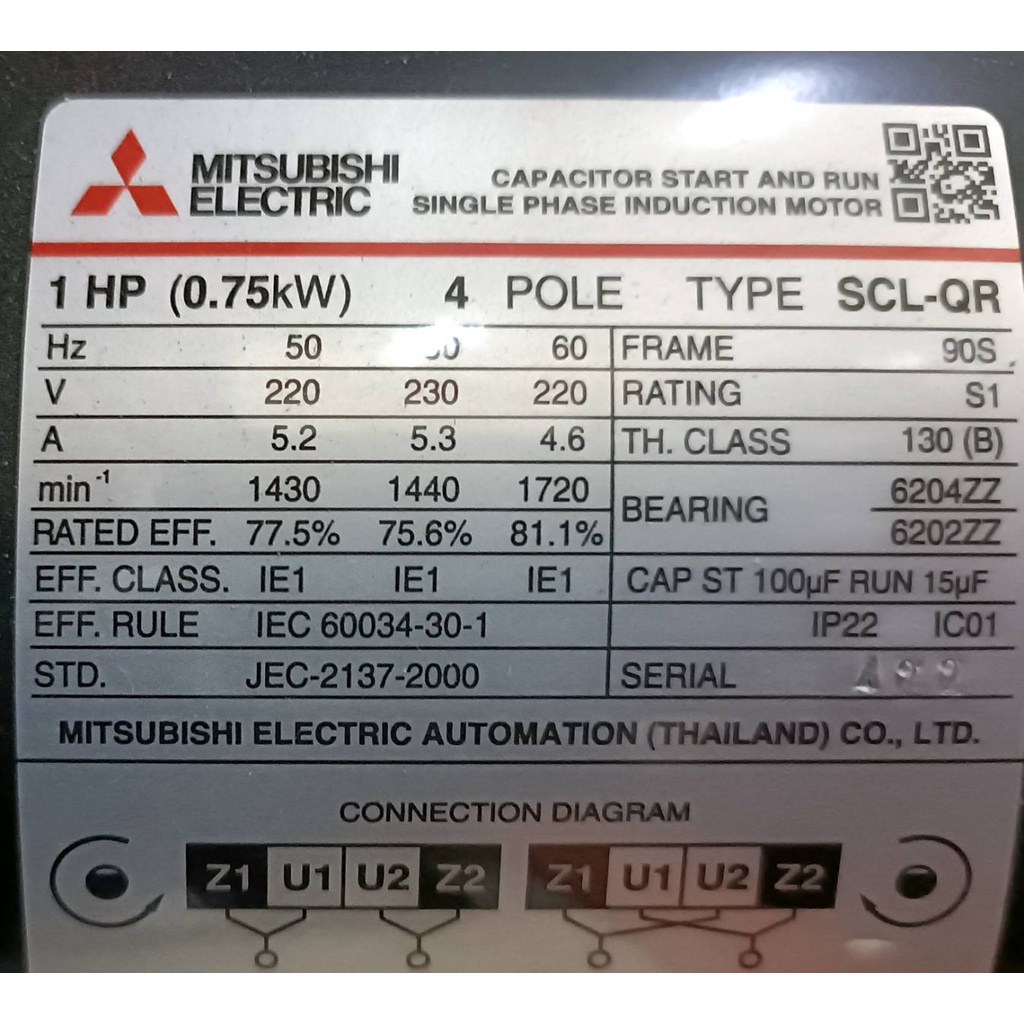 MITSUBISHI
ELECTRIC
CAPACITOR START AND RUN
SINGLE PHASE INDUCTION MOTOR
1 HP (0.75kW) 4 POLE TYPE SCL-QR
Hz 50 60 FRAME 90S
V 220 230 220 RATING S1
A 5.2 5.3 4.6 TH. CLASS 130 (B)
min⁻¹ 1430 1440 1720 BEARING 6204ZZ
RATED EFF. 77.5% 75.6% 81.1% 6202ZZ
EFF. CLASS. IE1 IE1 IE1 CAP ST 100µF RUN 15µF
EFF. RULE IEC 60034-30-1 IP22 IC01
STD. JEC-2137-2000 SERIAL
MITSUBISHI ELECTRIC AUTOMATION (THAILAND) CO., LTD.
CONNECTION DIAGRAM
Z1 U1 U2 Z2 Z1 U1 U2 Z2